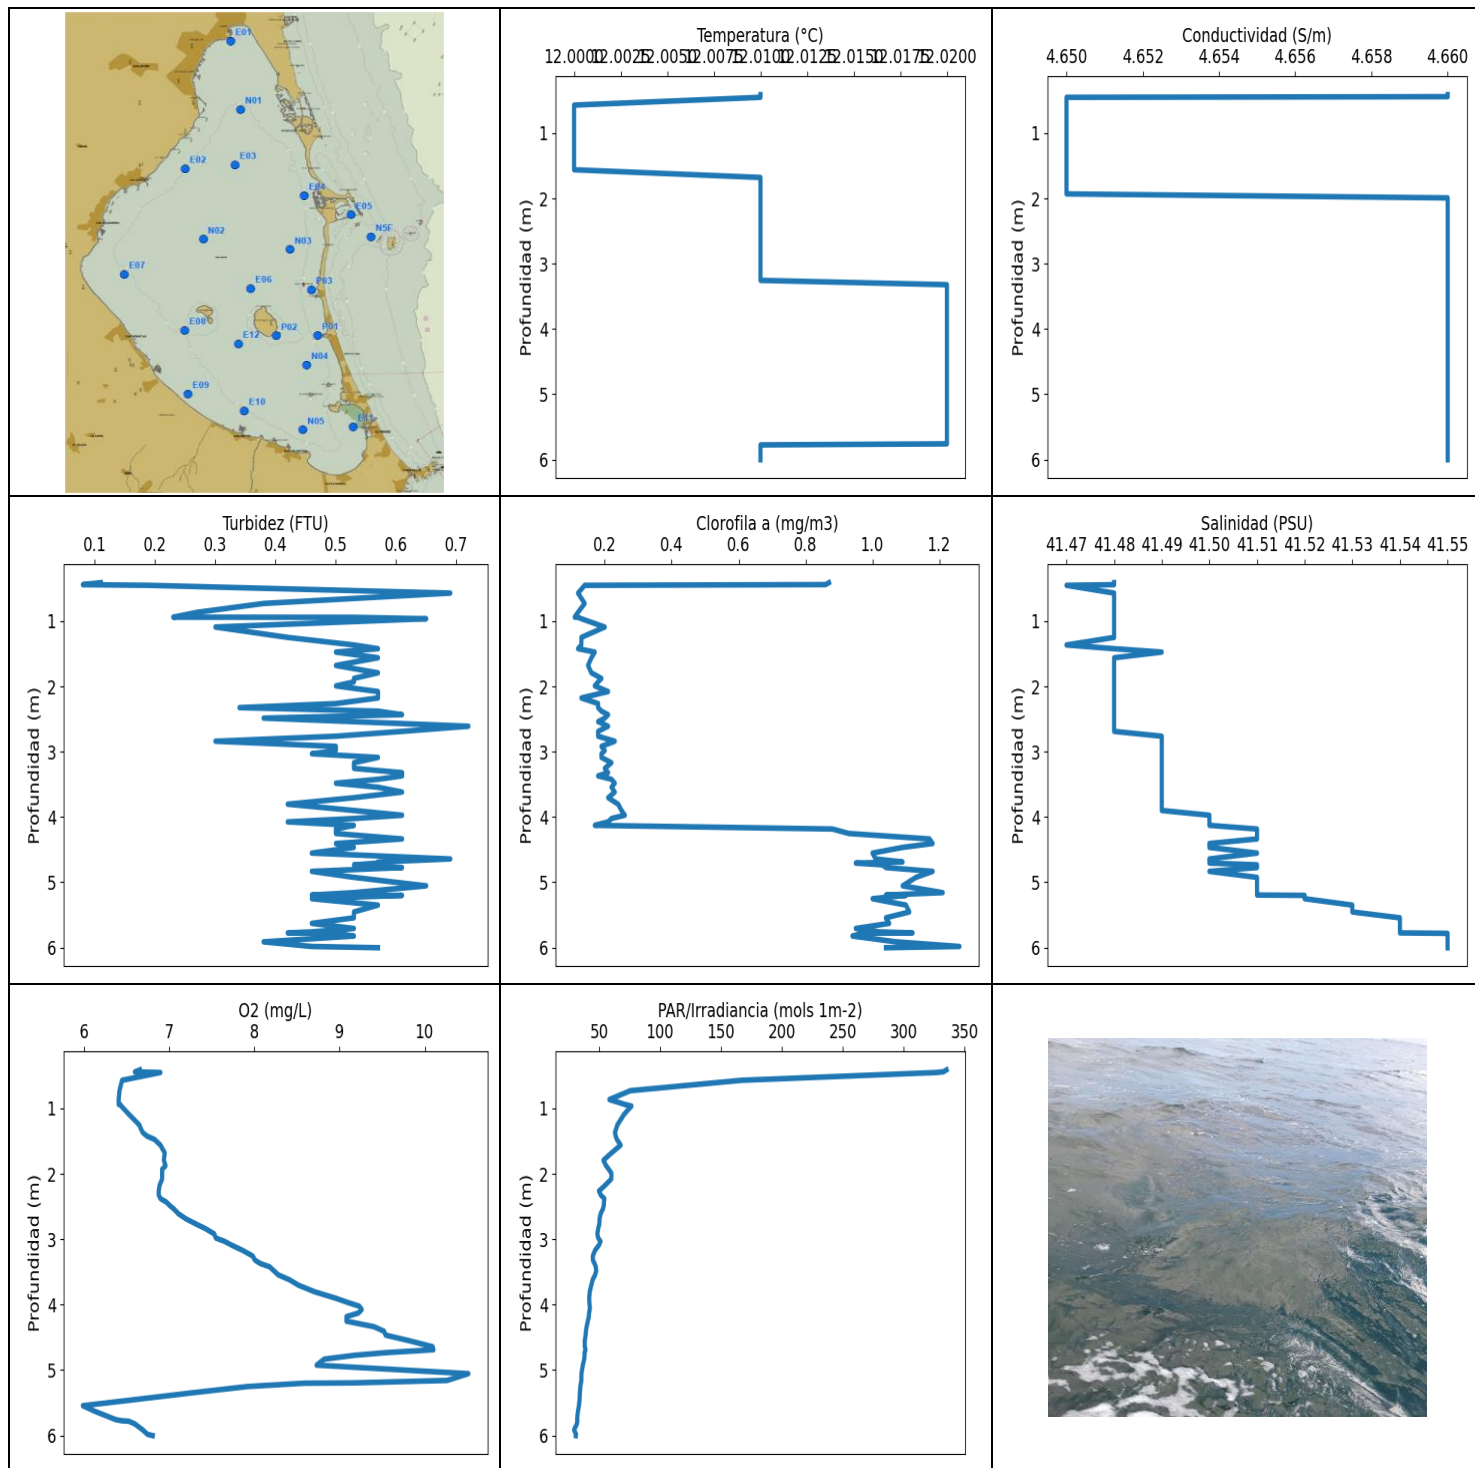 E01
N01
E02
E03
E04
E05
N5F
N02
N03
E07
E06
P03
E08
E12
P02
P01
N04
E09
E10
N05
E11
Temperatura (°C)
12.0000 12.0025 12.0050 12.0075 12.0100 12.0125 12.0150 12.0175 12.0200
Profundidad (m)
1
2
3
4
5
6
Conductividad (S/m)
4.650 4.652 4.654 4.656 4.658 4.660
Profundidad (m)
1
2
3
4
5
6
Turbidez (FTU)
0.1 0.2 0.3 0.4 0.5 0.6 0.7
Profundidad (m)
1
2
3
4
5
6
Clorofila a (mg/m3)
0.2 0.4 0.6 0.8 1.0 1.2
Profundidad (m)
1
2
3
4
5
6
Salinidad (PSU)
41.47 41.48 41.49 41.50 41.51 41.52 41.53 41.54 41.55
Profundidad (m)
1
2
3
4
5
6
O2 (mg/L)
6 7 8 9 10
Profundidad (m)
1
2
3
4
5
6
PAR/Irradiancia (mols 1m-2)
50 100 150 200 250 300 350
Profundidad (m)
1
2
3
4
5
6